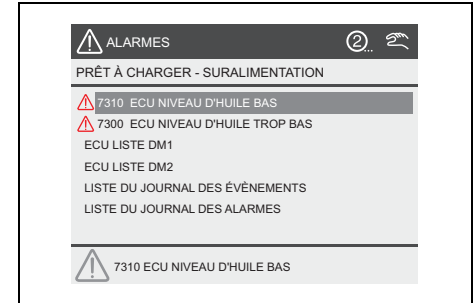 ALARMES
2
PRÊT À CHARGER - SURALIMENTATION
7310 ECU NIVEAU D'HUILE BAS
7300 ECU NIVEAU D'HUILE TROP BAS
ECU LISTE DM1
ECU LISTE DM2
LISTE DU JOURNAL DES ÉVÈNEMENTS
LISTE DU JOURNAL DES ALARMES
7310 ECU NIVEAU D'HUILE BAS